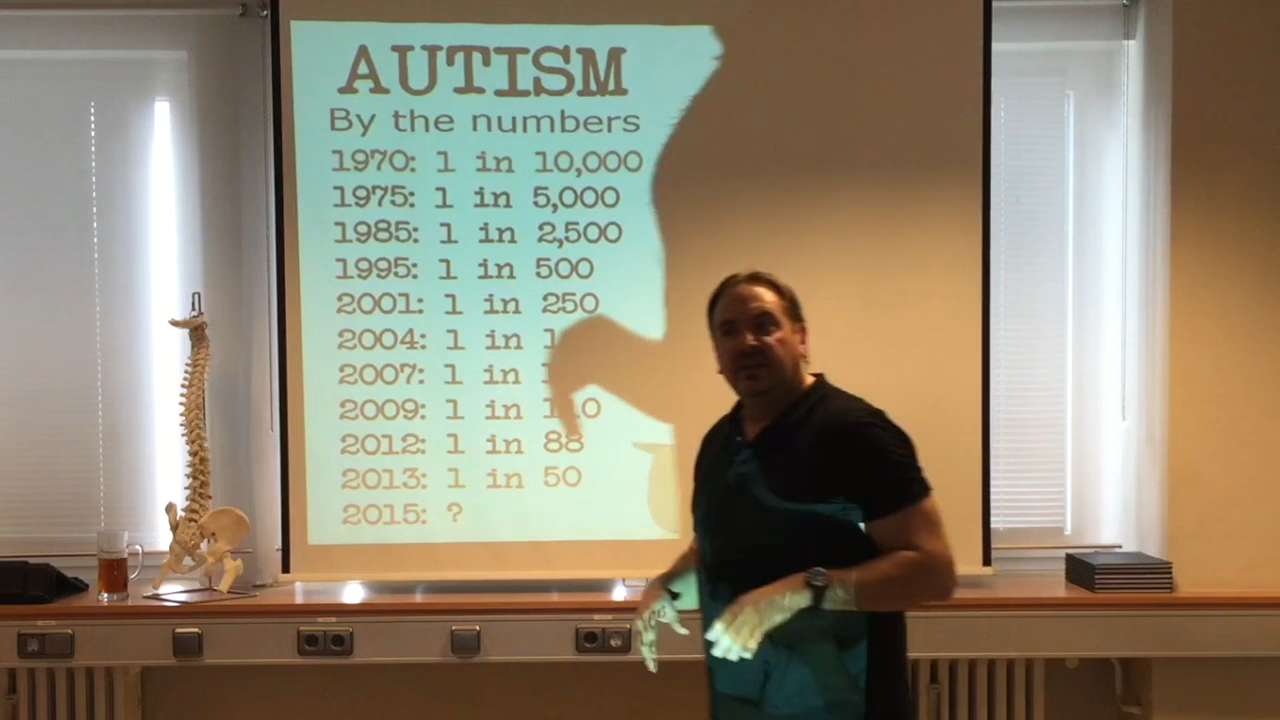 AUTISM
By the numbers
1970: 1 in 10,000
1975: 1 in 5,000
1985: 1 in 2,500
1995: 1 in 500
2001: 1 in 250
2004: 1 in
2007: 1 in
2009: 1 in
2012: 1 in 88
2013: 1 in 50
2015: ?